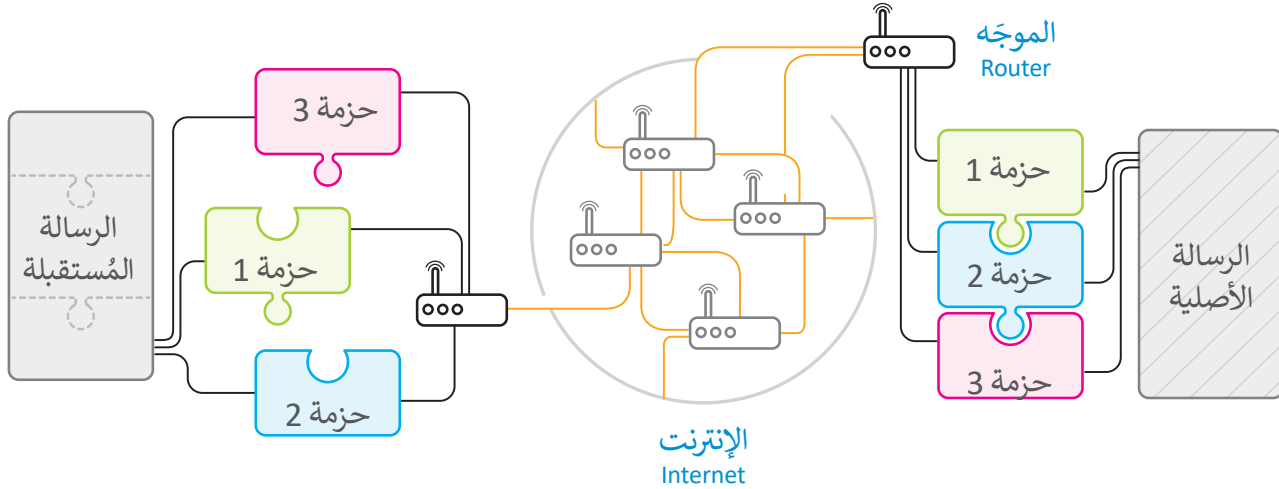 الموجَه
Router
حزمة 1
حزمة 2
حزمة 3
الرسالة
الأصلية
حزمة 3
حزمة 1
حزمة 2
الرسالة
المُستقبلة
الإنترنت
Internet